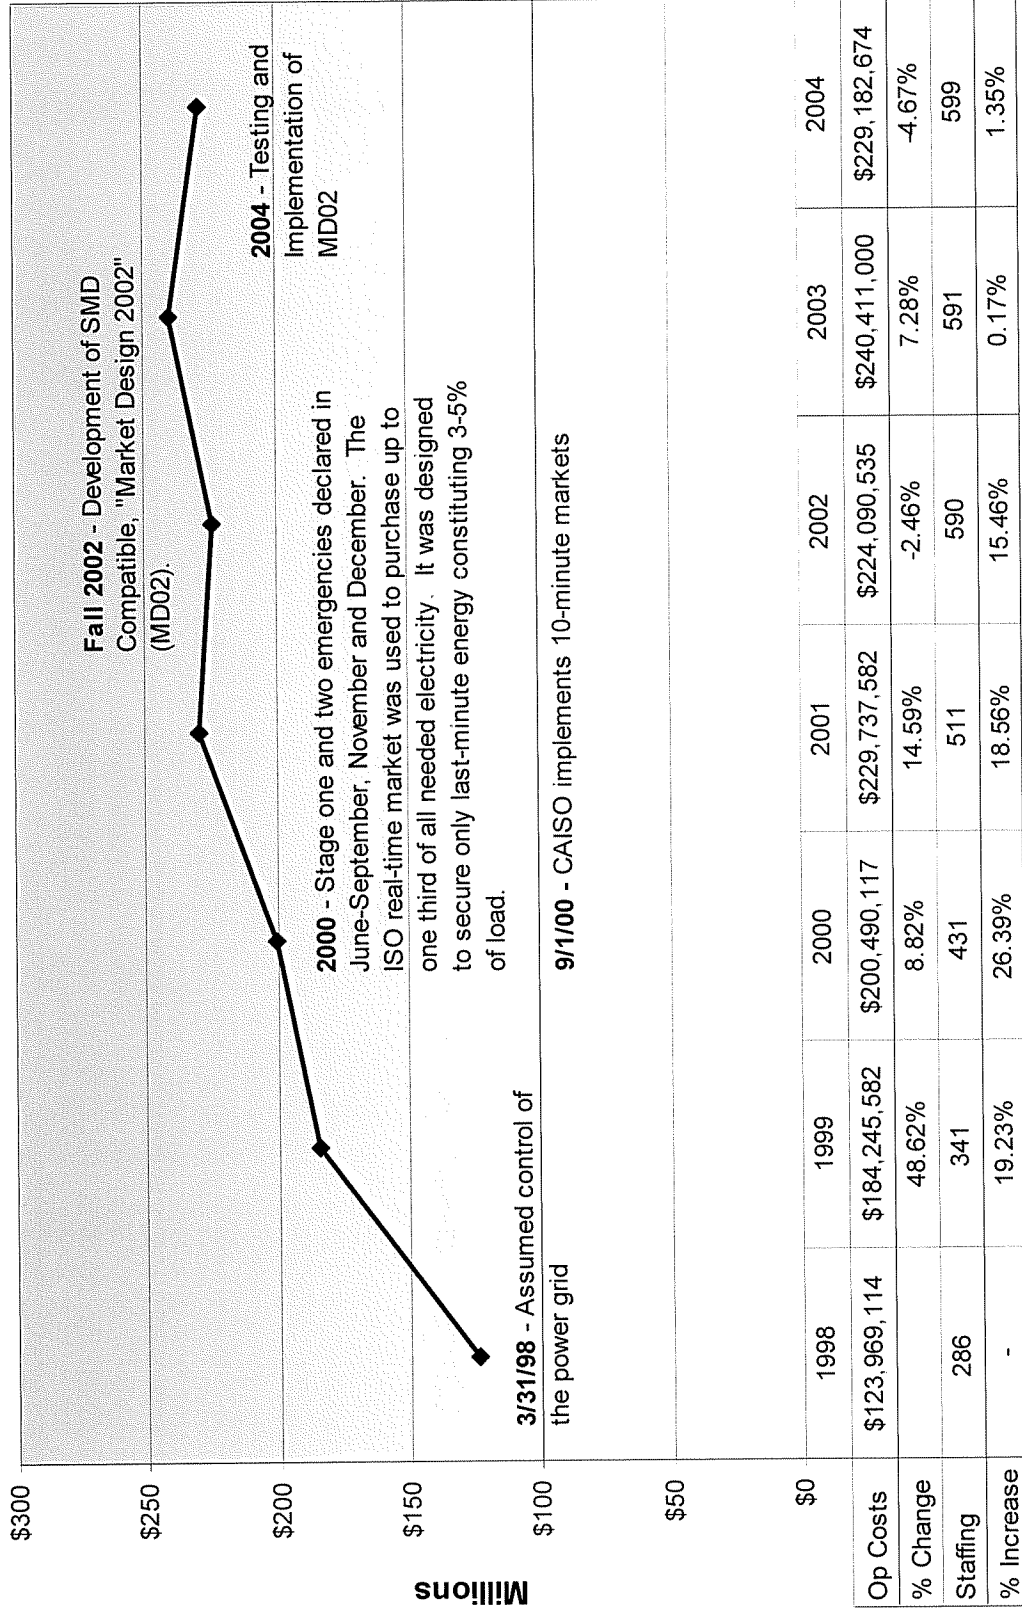 $300
$250
$200
$150
$100
$50
$0
Millions
Fall 2002 - Development of SMD
Compatible, "Market Design 2002"
(MD02).
2004 - Testing and
Implementation of
MD02
2000 - Stage one and two emergencies declared in
June-September, November and December. The
ISO real-time market was used to purchase up to
one third of all needed electricity. It was designed
to secure only last-minute energy constituting 3-5%
of load.
9/1/00 - CAISO implements 10-minute markets
3/31/98 - Assumed control of
the power grid
1998 1999 2000 2001 2002 2003 2004
Op Costs $123,969,114 $184,245,582 $200,490,117 $229,737,582 $224,090,535 $240,411,000 $229,182,674
% Change 48.62% 8.82% 14.59% -2.46% 7.28% -4.67%
Staffing 286 341 431 511 590 591 599
% Increase - 19.23% 26.39% 18.56% 15.46% 0.17% 1.35%